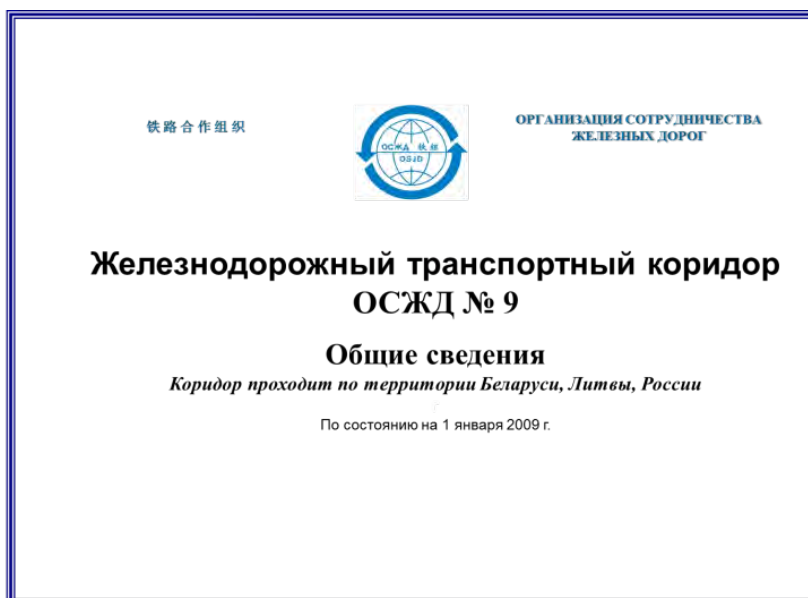 铁路合作组织
ОСЖД 铁组
OSJD
ОРГАНИЗАЦИЯ СОТРУДНИЧЕСТВА
ЖЕЛЕЗНЫХ ДОРОГ
Железнодорожный транспортный коридор
ОСЖД № 9
Общие сведения
Коридор проходит по территории Беларуси, Литвы, России
По состоянию на 1 января 2009 г.